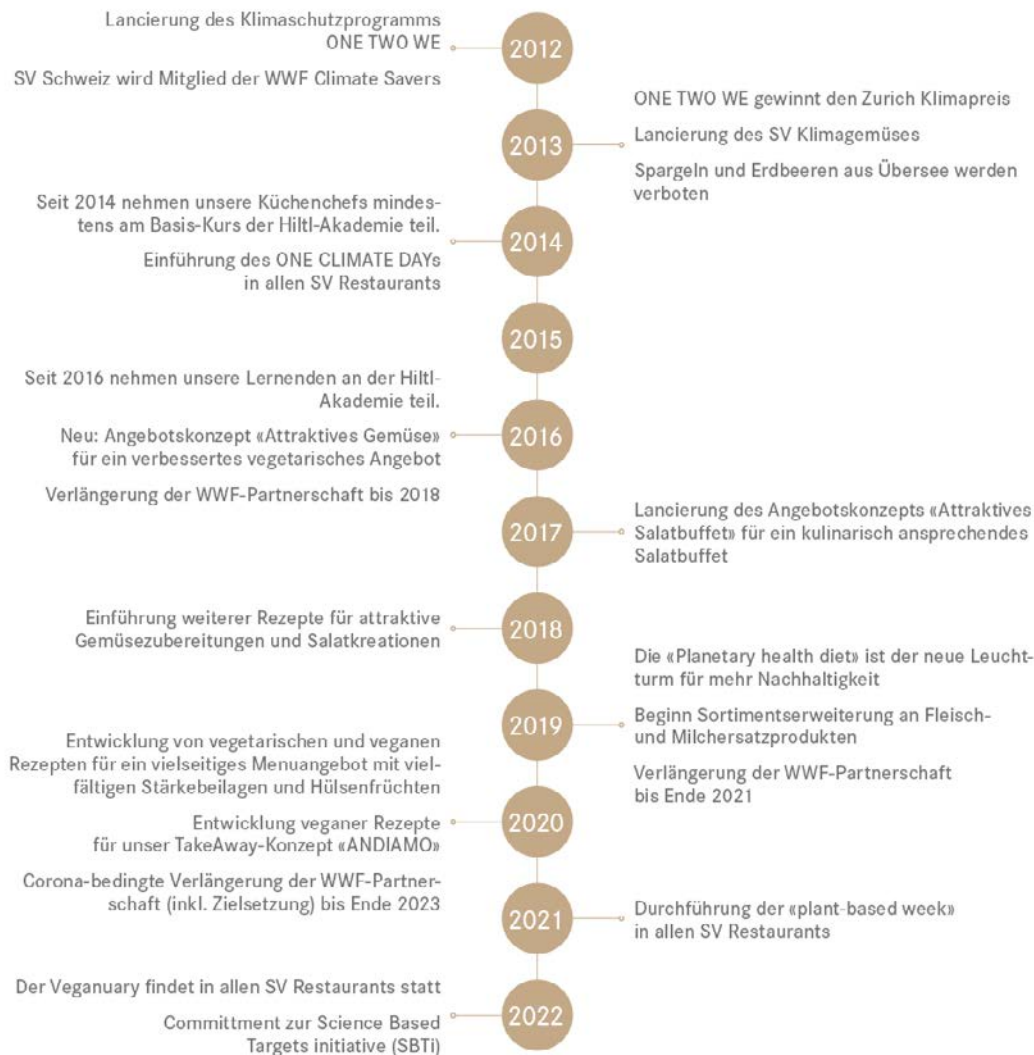 Lancierung des Klimaschutzprogramms
ONE TWO WE
SV Schweiz wird Mitglied der WWF Climate Savers
2012
ONE TWO WE gewinnt den Zurich Klimapreis
Lancierung des SV Klimagemüses
Spargeln und Erdbeeren aus Übersee werden
verboten
2013
Seit 2014 nehmen unsere Küchenchefs mindes-
tens am Basis-Kurs der Hiltl-Akademie teil.
Einführung des ONE CLIMATE DAYs
in allen SV Restaurants
2014
2015
Seit 2016 nehmen unsere Lernenden an der Hiltl-
Akademie teil.
Neu: Angebotskonzept «Attraktives Gemüse»
für ein verbessertes vegetarisches Angebot
Verlängerung der WWF-Partnerschaft bis 2018
2016
2017
Lancierung des Angebotskonzepts «Attraktives
Salatbuffet» für ein kulinarisch ansprechendes
Salatbuffet
Einführung weiterer Rezepte für attraktive
Gemüsezubereitungen und Salatkreationen
2018
Die «Planetary health diet» ist der neue Leucht-
turm für mehr Nachhaltigkeit
Beginn Sortimentserweiterung an Fleisch-
und Milchersatzprodukten
Verlängerung der WWF-Partnerschaft
bis Ende 2021
2019
Entwicklung von vegetarischen und veganen
Rezepten für ein vielseitiges Menuangebot mit viel-
fältigen Stärkebeilagen und Hülsenfrüchten
Entwicklung veganer Rezepte
für unser TakeAway-Konzept «ANDIAMO»
Corona-bedingte Verlängerung der WWF-Partner-
schaft (inkl. Zielsetzung) bis Ende 2023
2020
2021
Durchführung der «plant-based week»
in allen SV Restaurants
Der Veganuary findet in allen SV Restaurants statt
Committment zur Science Based
Targets initiative (SBTi)
2022